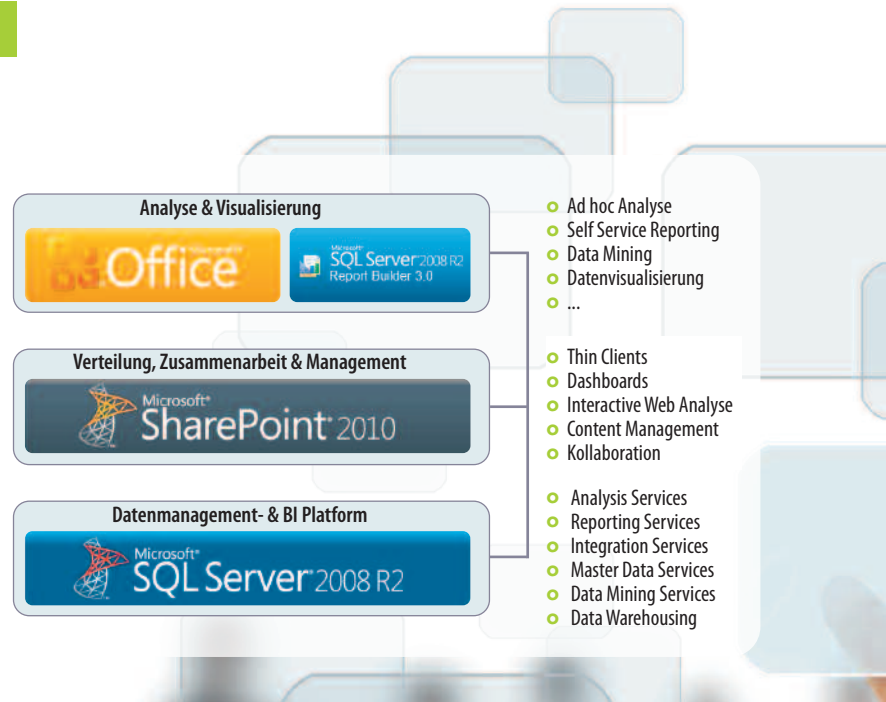 Analyse & Visualisierung
Office
Microsoft®
SQL Server® 2008 R2
Report Builder 3.0
Ad hoc Analyse
Self Service Reporting
Data Mining
Datenvisualisierung
...
Verteilung, Zusammenarbeit & Management
Microsoft®
SharePoint® 2010
Thin Clients
Dashboards
Interactive Web Analyse
Content Management
Kollaboration
Datenmanagement- & BI Platform
Microsoft®
SQL Server® 2008 R2
Analysis Services
Reporting Services
Integration Services
Master Data Services
Data Mining Services
Data Warehousing